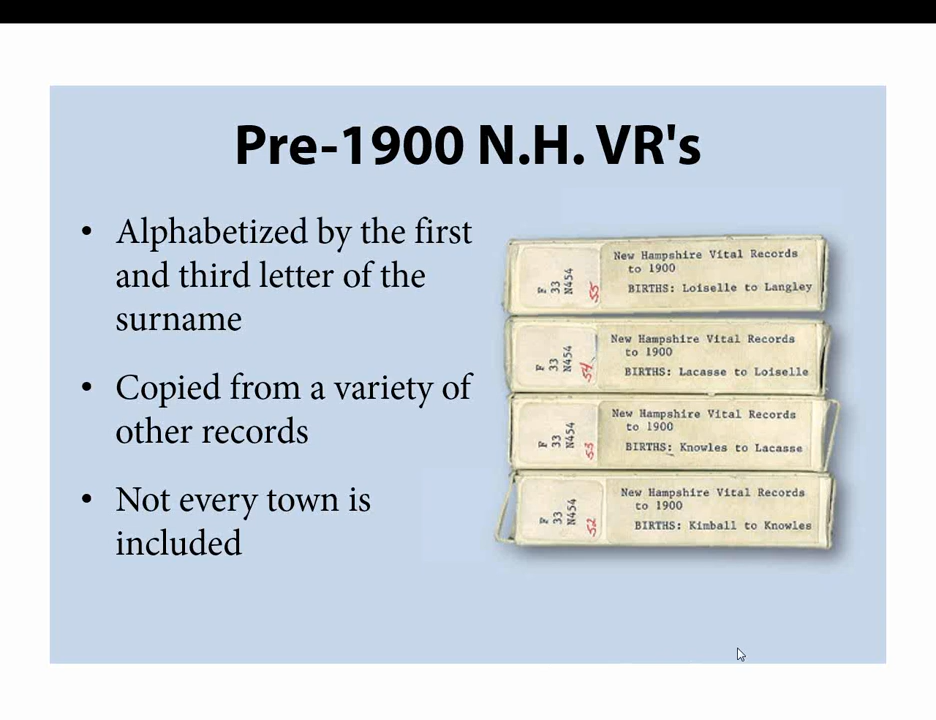 Pre-1900 N.H. VR's
• Alphabetized by the first
and third letter of the
surname
• Copied from a variety of
other records
• Not every town is
included
F
33
N454
55
New Hampshire Vital Records
to 1900
BIRTHS: Loiselle to Langley
F
33
N454
54
New Hampshire Vital Records
to 1900
BIRTHS: Lacasse to Loiselle
F
33
N454
53
New Hampshire Vital Records
to 1900
BIRTHS: Knowles to Lacasse
F
33
N454
52
New Hampshire Vital Records
to 1900
BIRTHS: Kimball to Knowles